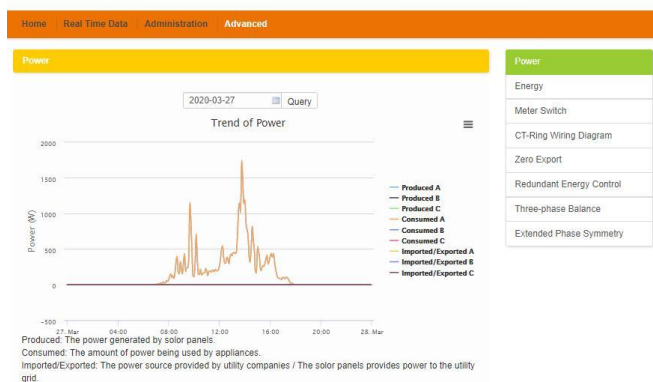 Home Real Time Data Administration Advanced
Power
Power
Energy
Meter Switch
CT-Ring Wiring Diagram
Zero Export
Redundant Energy Control
Three-phase Balance
Extended Phase Symmetry
2020-03-27 Query
Trend of Power
Power (W)
2000
1500
1000
500
0
-500
27. Mar 04:00 08:00 12:00 16:00 20:00 28. Mar
Produced A
Produced B
Produced C
Consumed A
Consumed B
Consumed C
Imported/Exported A
Imported/Exported B
Imported/Exported C
Produced: The power generated by solor panels.
Consumed: The amount of power being used by appliances.
Imported/Exported: The power source provided by utility companies / The solar panels provides power to the utility
grid.